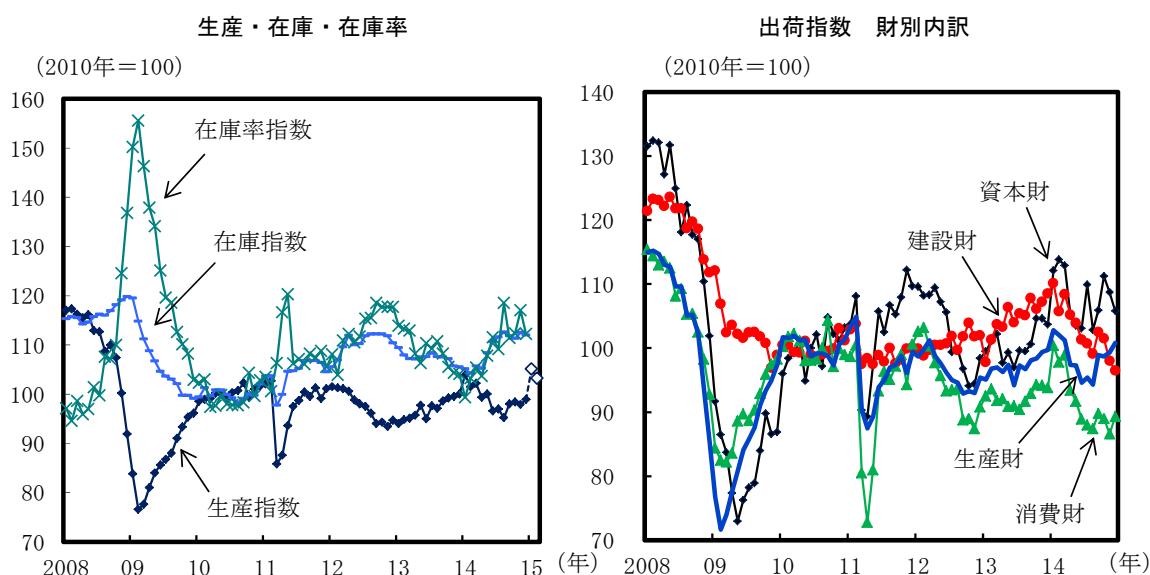 生産・在庫・在庫率
(2010年＝100)
160
150
140
130
120
110
100
90
80
70
在庫率指数
在庫指数
生産指数
2008 09 10 11 12 13 14 15 (年)
出荷指数　財別内訳
(2010年＝100)
140
130
120
110
100
90
80
70
資本財
建設財
生産財
消費財
2008 09 10 11 12 13 14 (年)